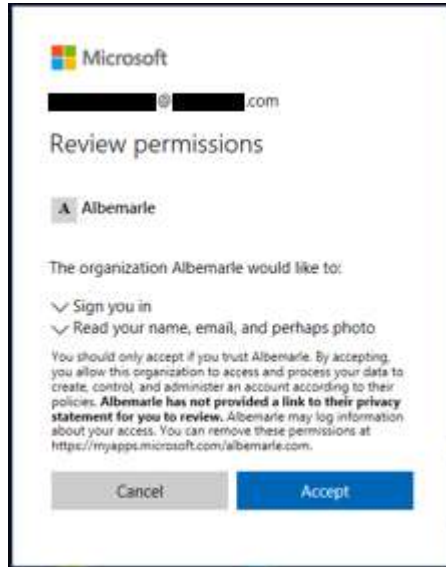 Microsoft
@ .com
Review permissions
A Albemarle
The organization Albemarle would like to:
Sign you in
Read your name, email, and perhaps photo
You should only accept if you trust Albemarle. By accepting,
you allow this organization to access and process your data to
create, control, and administer an account according to their
policies. Albemarle has not provided a link to their privacy
statement for you to review. Albemarle may log information
about your access. You can remove these permissions at
https://myapps.microsoft.com/albemarle.com.
Cancel Accept